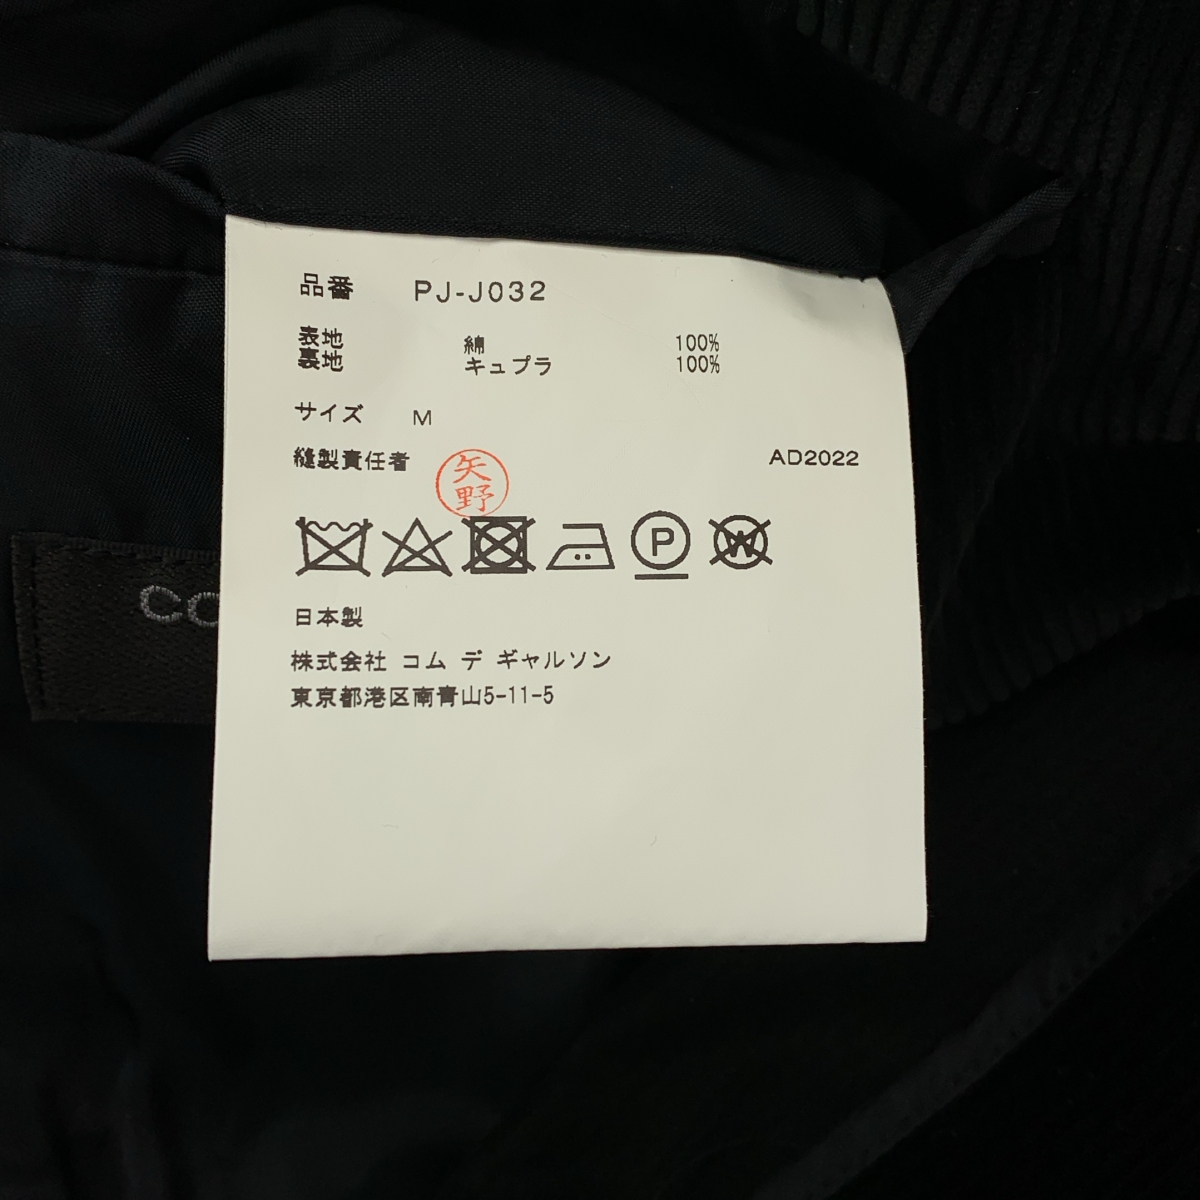 品番 PJ-J032
表地 綿 100%
裏地 キュプラ 100%
サイズ M
縫製責任者 矢野 AD2022
P W
日本製
株式会社 コム デ ギャルソン
東京都港区南青山5-11-5
CO